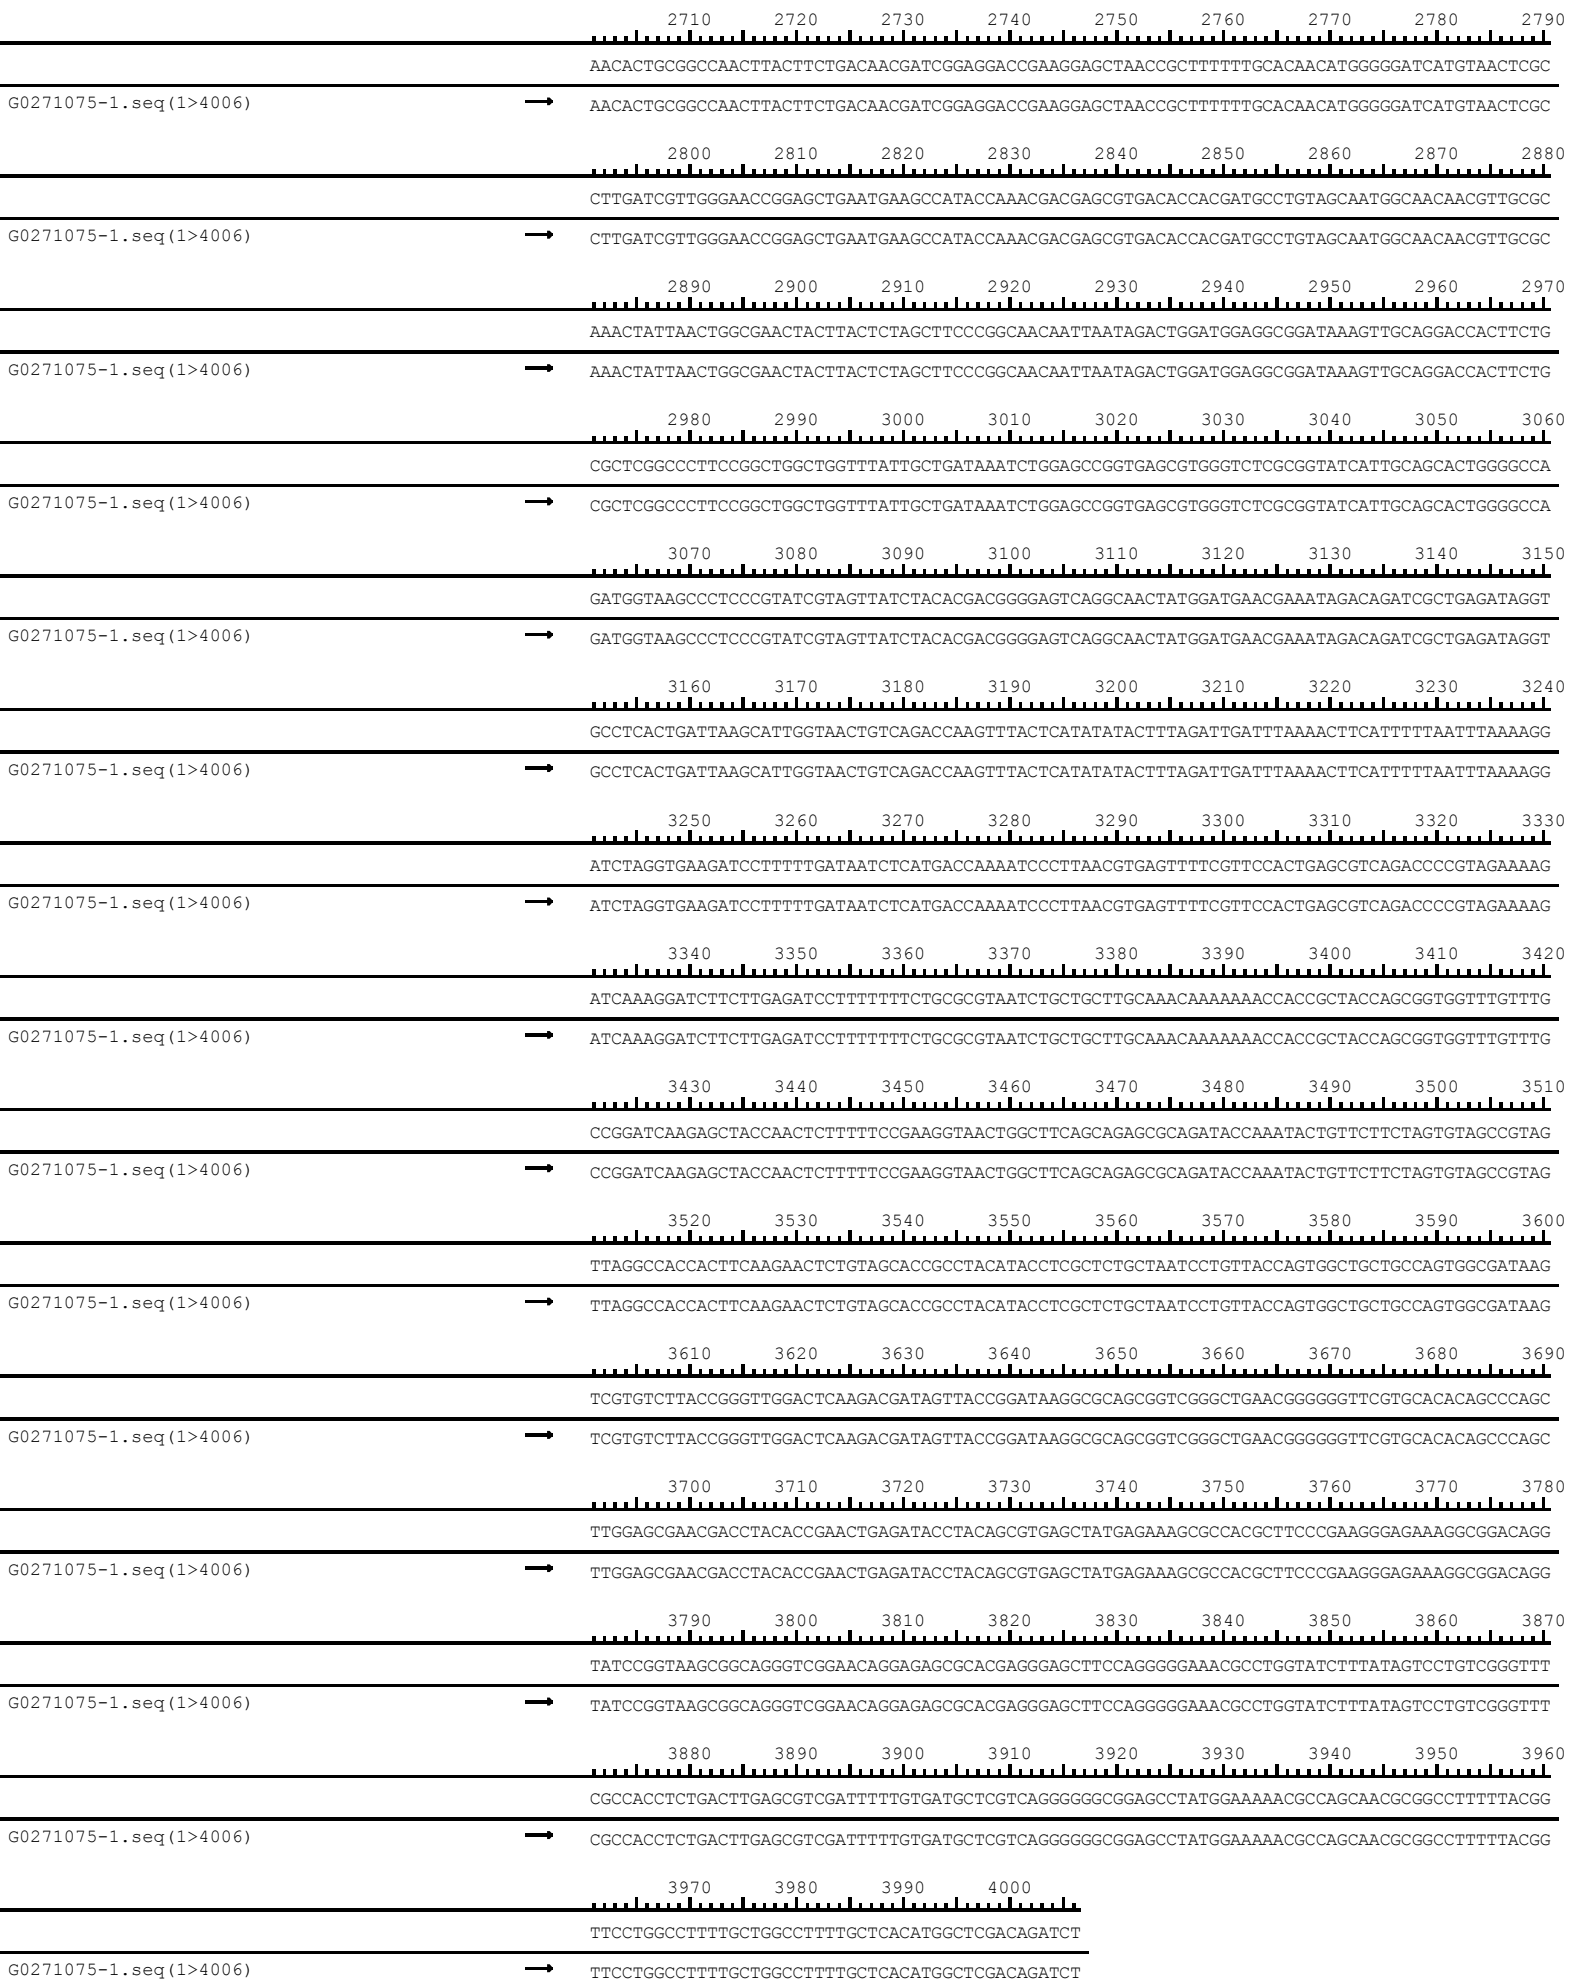 2710 2720 2730 2740 2750 2760 2770 2780 2790
AACACTGCGGCCAACTTACTTCTGACAACGATCGGAGGACCGAAGGAGCTAACCGCTTTTTTGCACAACATGGGGGATCATGTAACTCGC
G0271075-1.seq(1>4006) → AACACTGCGGCCAACTTACTTCTGACAACGATCGGAGGACCGAAGGAGCTAACCGCTTTTTTGCACAACATGGGGGATCATGTAACTCGC
2800 2810 2820 2830 2840 2850 2860 2870 2880
CTTGATCGTTGGGAACCGGAGCTGAATGAAGCCATACCAAACGACGAGCGTGACACCACGATGCCTGTAGCAATGGCAACAACGTTGCGC
G0271075-1.seq(1>4006) → CTTGATCGTTGGGAACCGGAGCTGAATGAAGCCATACCAAACGACGAGCGTGACACCACGATGCCTGTAGCAATGGCAACAACGTTGCGC
2890 2900 2910 2920 2930 2940 2950 2960 2970
AAACTATTAACTGGCGAACTACTTACTCTAGCTTCCCGGCAACAATTAATAGACTGGATGGAGGCGGATAAAGTTGCAGGACCACTTCTG
G0271075-1.seq(1>4006) → AAACTATTAACTGGCGAACTACTTACTCTAGCTTCCCGGCAACAATTAATAGACTGGATGGAGGCGGATAAAGTTGCAGGACCACTTCTG
2980 2990 3000 3010 3020 3030 3040 3050 3060
CGCTCGGCCCTTCCGGCTGGCTGGTTTATTGCTGATAAATCTGGAGCCGGTGAGCGTGGGTCTCGCGGTATCATTGCAGCACTGGGGCCA
G0271075-1.seq(1>4006) → CGCTCGGCCCTTCCGGCTGGCTGGTTTATTGCTGATAAATCTGGAGCCGGTGAGCGTGGGTCTCGCGGTATCATTGCAGCACTGGGGCCA
3070 3080 3090 3100 3110 3120 3130 3140 3150
GATGGTAAGCCCTCCCGTATCGTAGTTATCTACACGACGGGGAGTCAGGCAACTATGGATGAACGAAATAGACAGATCGCTGAGATAGGT
G0271075-1.seq(1>4006) → GATGGTAAGCCCTCCCGTATCGTAGTTATCTACACGACGGGGAGTCAGGCAACTATGGATGAACGAAATAGACAGATCGCTGAGATAGGT
3160 3170 3180 3190 3200 3210 3220 3230 3240
GCCTCACTGATTAAGCATTGGTAACTGTCAGACCAAGTTTACTCATATATACTTTAGATTGATTTAAAACTTCATTTTTAATTTAAAAGG
G0271075-1.seq(1>4006) → GCCTCACTGATTAAGCATTGGTAACTGTCAGACCAAGTTTACTCATATATACTTTAGATTGATTTAAAACTTCATTTTTAATTTAAAAGG
3250 3260 3270 3280 3290 3300 3310 3320 3330
ATCTAGGTGAAGATCCTTTTTGATAATCTCATGACCAAAATCCCTTAACGTGAGTTTTCGTTCCACTGAGCGTCAGACCCCGTAGAAAAG
G0271075-1.seq(1>4006) → ATCTAGGTGAAGATCCTTTTTGATAATCTCATGACCAAAATCCCTTAACGTGAGTTTTCGTTCCACTGAGCGTCAGACCCCGTAGAAAAG
3340 3350 3360 3370 3380 3390 3400 3410 3420
ATCAAAGGATCTTCTTGAGATCCTTTTTTTCTGCGCGTAATCTGCTGCTTGCAAACAAAAAAACCACCGCTACCAGCGGTGGTTTGTTTG
G0271075-1.seq(1>4006) → ATCAAAGGATCTTCTTGAGATCCTTTTTTTCTGCGCGTAATCTGCTGCTTGCAAACAAAAAAACCACCGCTACCAGCGGTGGTTTGTTTG
3430 3440 3450 3460 3470 3480 3490 3500 3510
CCGGATCAAGAGCTACCAACTCTTTTTCCGAAGGTAACTGGCTTCAGCAGAGCGCAGATACCAAATACTGTTCTTCTAGTGTAGCCGTAG
G0271075-1.seq(1>4006) → CCGGATCAAGAGCTACCAACTCTTTTTCCGAAGGTAACTGGCTTCAGCAGAGCGCAGATACCAAATACTGTTCTTCTAGTGTAGCCGTAG
3520 3530 3540 3550 3560 3570 3580 3590 3600
TTAGGCCACCACTTCAAGAACTCTGTAGCACCGCCTACATACCTCGCTCTGCTAATCCTGTTACCAGTGGCTGCTGCCAGTGGCGATAAG
G0271075-1.seq(1>4006) → TTAGGCCACCACTTCAAGAACTCTGTAGCACCGCCTACATACCTCGCTCTGCTAATCCTGTTACCAGTGGCTGCTGCCAGTGGCGATAAG
3610 3620 3630 3640 3650 3660 3670 3680 3690
TCGTGTCTTACCGGGTTGGACTCAAGACGATAGTTACCGGATAAGGCGCAGCGGTCGGGCTGAACGGGGGGTTCGTGCACACAGCCCAGC
G0271075-1.seq(1>4006) → TCGTGTCTTACCGGGTTGGACTCAAGACGATAGTTACCGGATAAGGCGCAGCGGTCGGGCTGAACGGGGGGTTCGTGCACACAGCCCAGC
3700 3710 3720 3730 3740 3750 3760 3770 3780
TTGGAGCGAACGACCTACACCGAACTGAGATACCTACAGCGTGAGCTATGAGAAAGCGCCACGCTTCCCGAAGGGAGAAAGGCGGACAGG
G0271075-1.seq(1>4006) → TTGGAGCGAACGACCTACACCGAACTGAGATACCTACAGCGTGAGCTATGAGAAAGCGCCACGCTTCCCGAAGGGAGAAAGGCGGACAGG
3790 3800 3810 3820 3830 3840 3850 3860 3870
TATCCGGTAAGCGGCAGGGTCGGAACAGGAGAGCGCACGAGGGAGCTTCCAGGGGGAAACGCCTGGTATCTTTATAGTCCTGTCGGGTTT
G0271075-1.seq(1>4006) → TATCCGGTAAGCGGCAGGGTCGGAACAGGAGAGCGCACGAGGGAGCTTCCAGGGGGAAACGCCTGGTATCTTTATAGTCCTGTCGGGTTT
3880 3890 3900 3910 3920 3930 3940 3950 3960
CGCCACCTCTGACTTGAGCGTCGATTTTTGTGATGCTCGTCAGGGGGGCGGAGCCTATGGAAAAACGCCAGCAACGCGGCCTTTTTACGG
G0271075-1.seq(1>4006) → CGCCACCTCTGACTTGAGCGTCGATTTTTGTGATGCTCGTCAGGGGGGCGGAGCCTATGGAAAAACGCCAGCAACGCGGCCTTTTTACGG
3970 3980 3990 4000
TTCCTGGCCTTTTGCTGGCCTTTTGCTCACATGGCTCGACAGATCT
G0271075-1.seq(1>4006) → TTCCTGGCCTTTTGCTGGCCTTTTGCTCACATGGCTCGACAGATCT